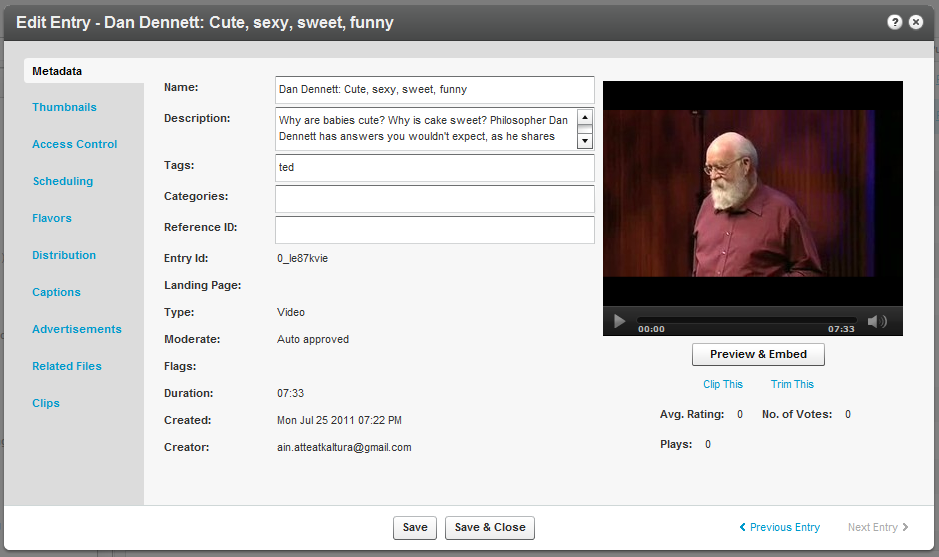 Edit Entry - Dan Dennett: Cute, sexy, sweet, funny
?
Metadata
Thumbnails
Access Control
Scheduling
Flavors
Distribution
Captions
Advertisements
Related Files
Clips
Name: Dan Dennett: Cute, sexy, sweet, funny
Description: Why are babies cute? Why is cake sweet? Philosopher Dan
Dennett has answers you wouldn't expect, as he shares
Tags: ted
Categories:
Reference ID:
Entry Id: 0_le87kvie
Landing Page:
Type: Video
Moderate: Auto approved
Flags:
Duration: 07:33
Created: Mon Jul 25 2011 07:22 PM
Creator: ain.atteatkaltura@gmail.com
00:00 07:33
Preview & Embed
Clip This Trim This
Avg. Rating: 0 No. of Votes: 0
Plays: 0
Save Save & Close Previous Entry Next Entry